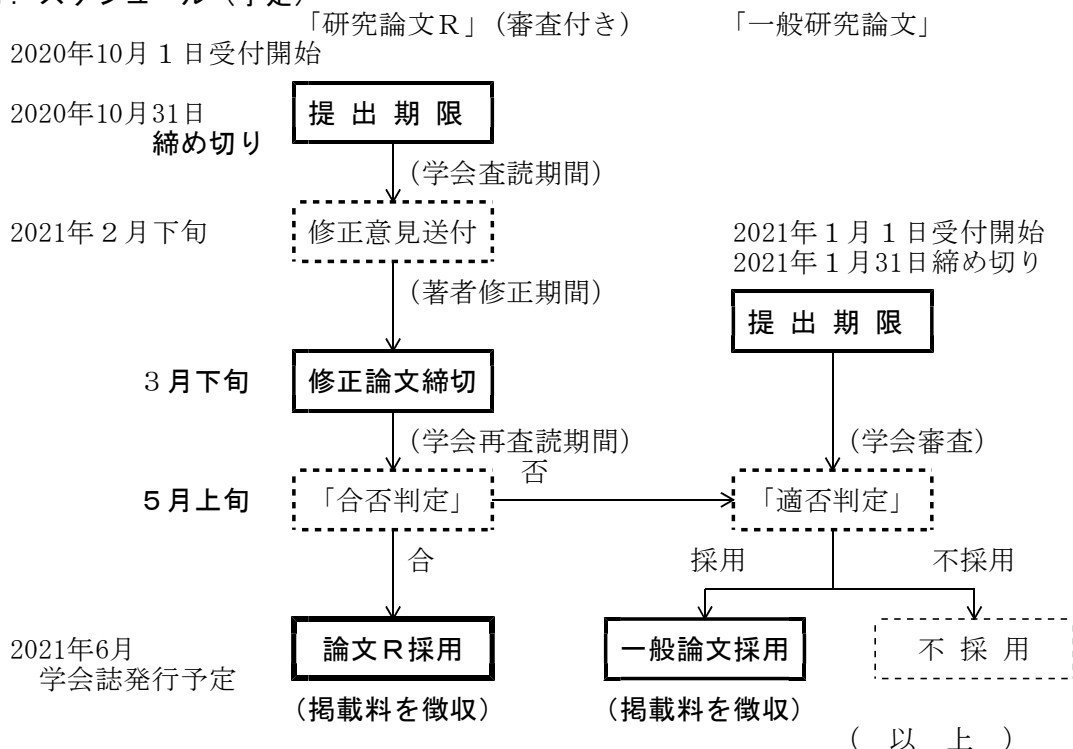 スケジュール（予定）
「研究論文Ｒ」（審査付き）
「一般研究論文」
2020年10月１日受付開始
2020年10月31日
締め切り
提 出 期 限
（学会査読期間）
2021年２月下旬
修正意見送付
2021年１月１日受付開始
2021年１月31日締め切り
（著者修正期間）
提 出 期 限
３月下旬
修正論文締切
（学会再査読期間）
（学会審査）
否
５月上旬
「合否判定」
「適否判定」
合
採用
不採用
2021年6月
学会誌発行予定
論文Ｒ採用
一般論文採用
不 採 用
（掲載料を徴収）
（掲載料を徴収）
（ 以 上 ）